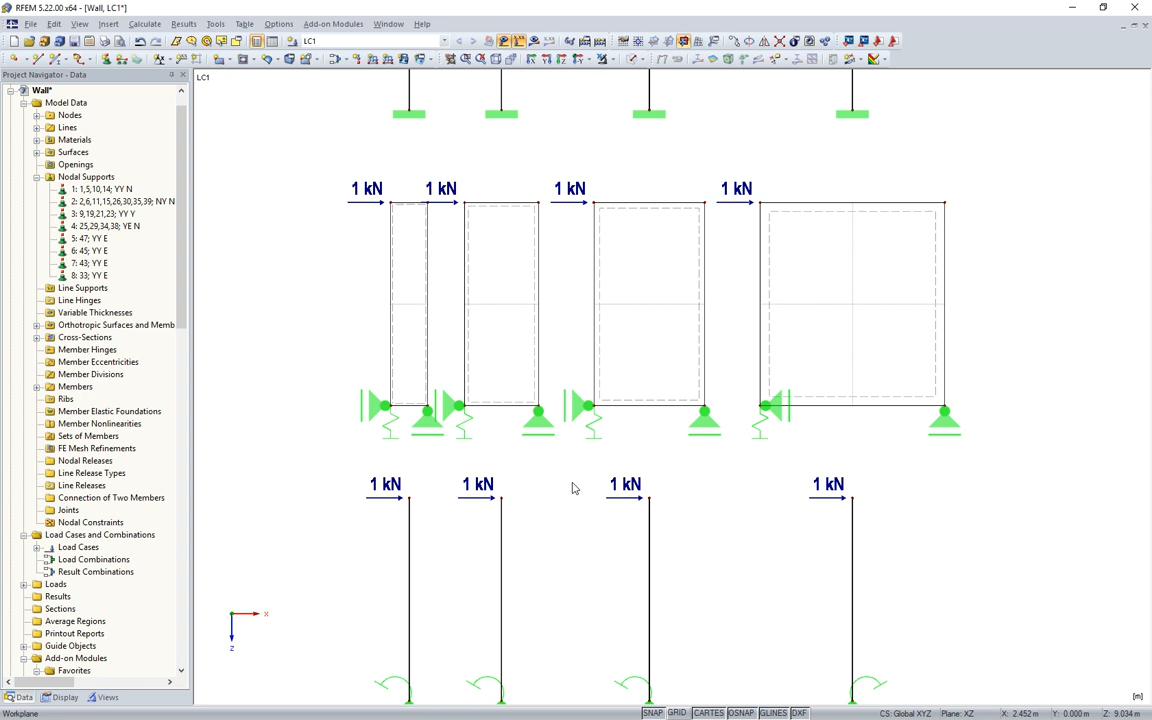 RFEM 5.22.00 x64 - [Wall, LC1*]
File Edit View Insert Calculate Results Tools Table Options Add-on Modules Window Help
LC1
Project Navigator - Data
LC1
Wall*
Model Data
Nodes
Lines
Materials
Surfaces
Openings
Nodal Supports
1: 1,5,10,14; YY N
2: 2,6,11,15,26,30,35,39; NY N
3: 9,19,21,23; YY Y
4: 25,29,34,38; YE N
5: 47; YY E
6: 45; YY E
7: 43; YY E
8: 33; YY E
Line Supports
Line Hinges
Variable Thicknesses
Orthotropic Surfaces and Memb
Cross-Sections
Member Hinges
Member Eccentricities
Member Divisions
Members
Ribs
Member Elastic Foundations
Member Nonlinearities
Sets of Members
FE Mesh Refinements
Nodal Releases
Line Release Types
Line Releases
Connection of Two Members
Joints
Nodal Constraints
Load Cases and Combinations
Load Cases
Load Combinations
Result Combinations
Loads
Results
Sections
Average Regions
Printout Reports
Guide Objects
Add-on Modules
Favorites
1 kN 1 kN 1 kN 1 kN
1 kN 1 kN 1 kN 1 kN
X
Z
[m]
Data Display Views
Workplane
SNAP GRID CARTES OSNAP GLINES DXF CS: Global XYZ Plane: XZ X: 2.452 m Y: 0.000 m Z: 9.034 m